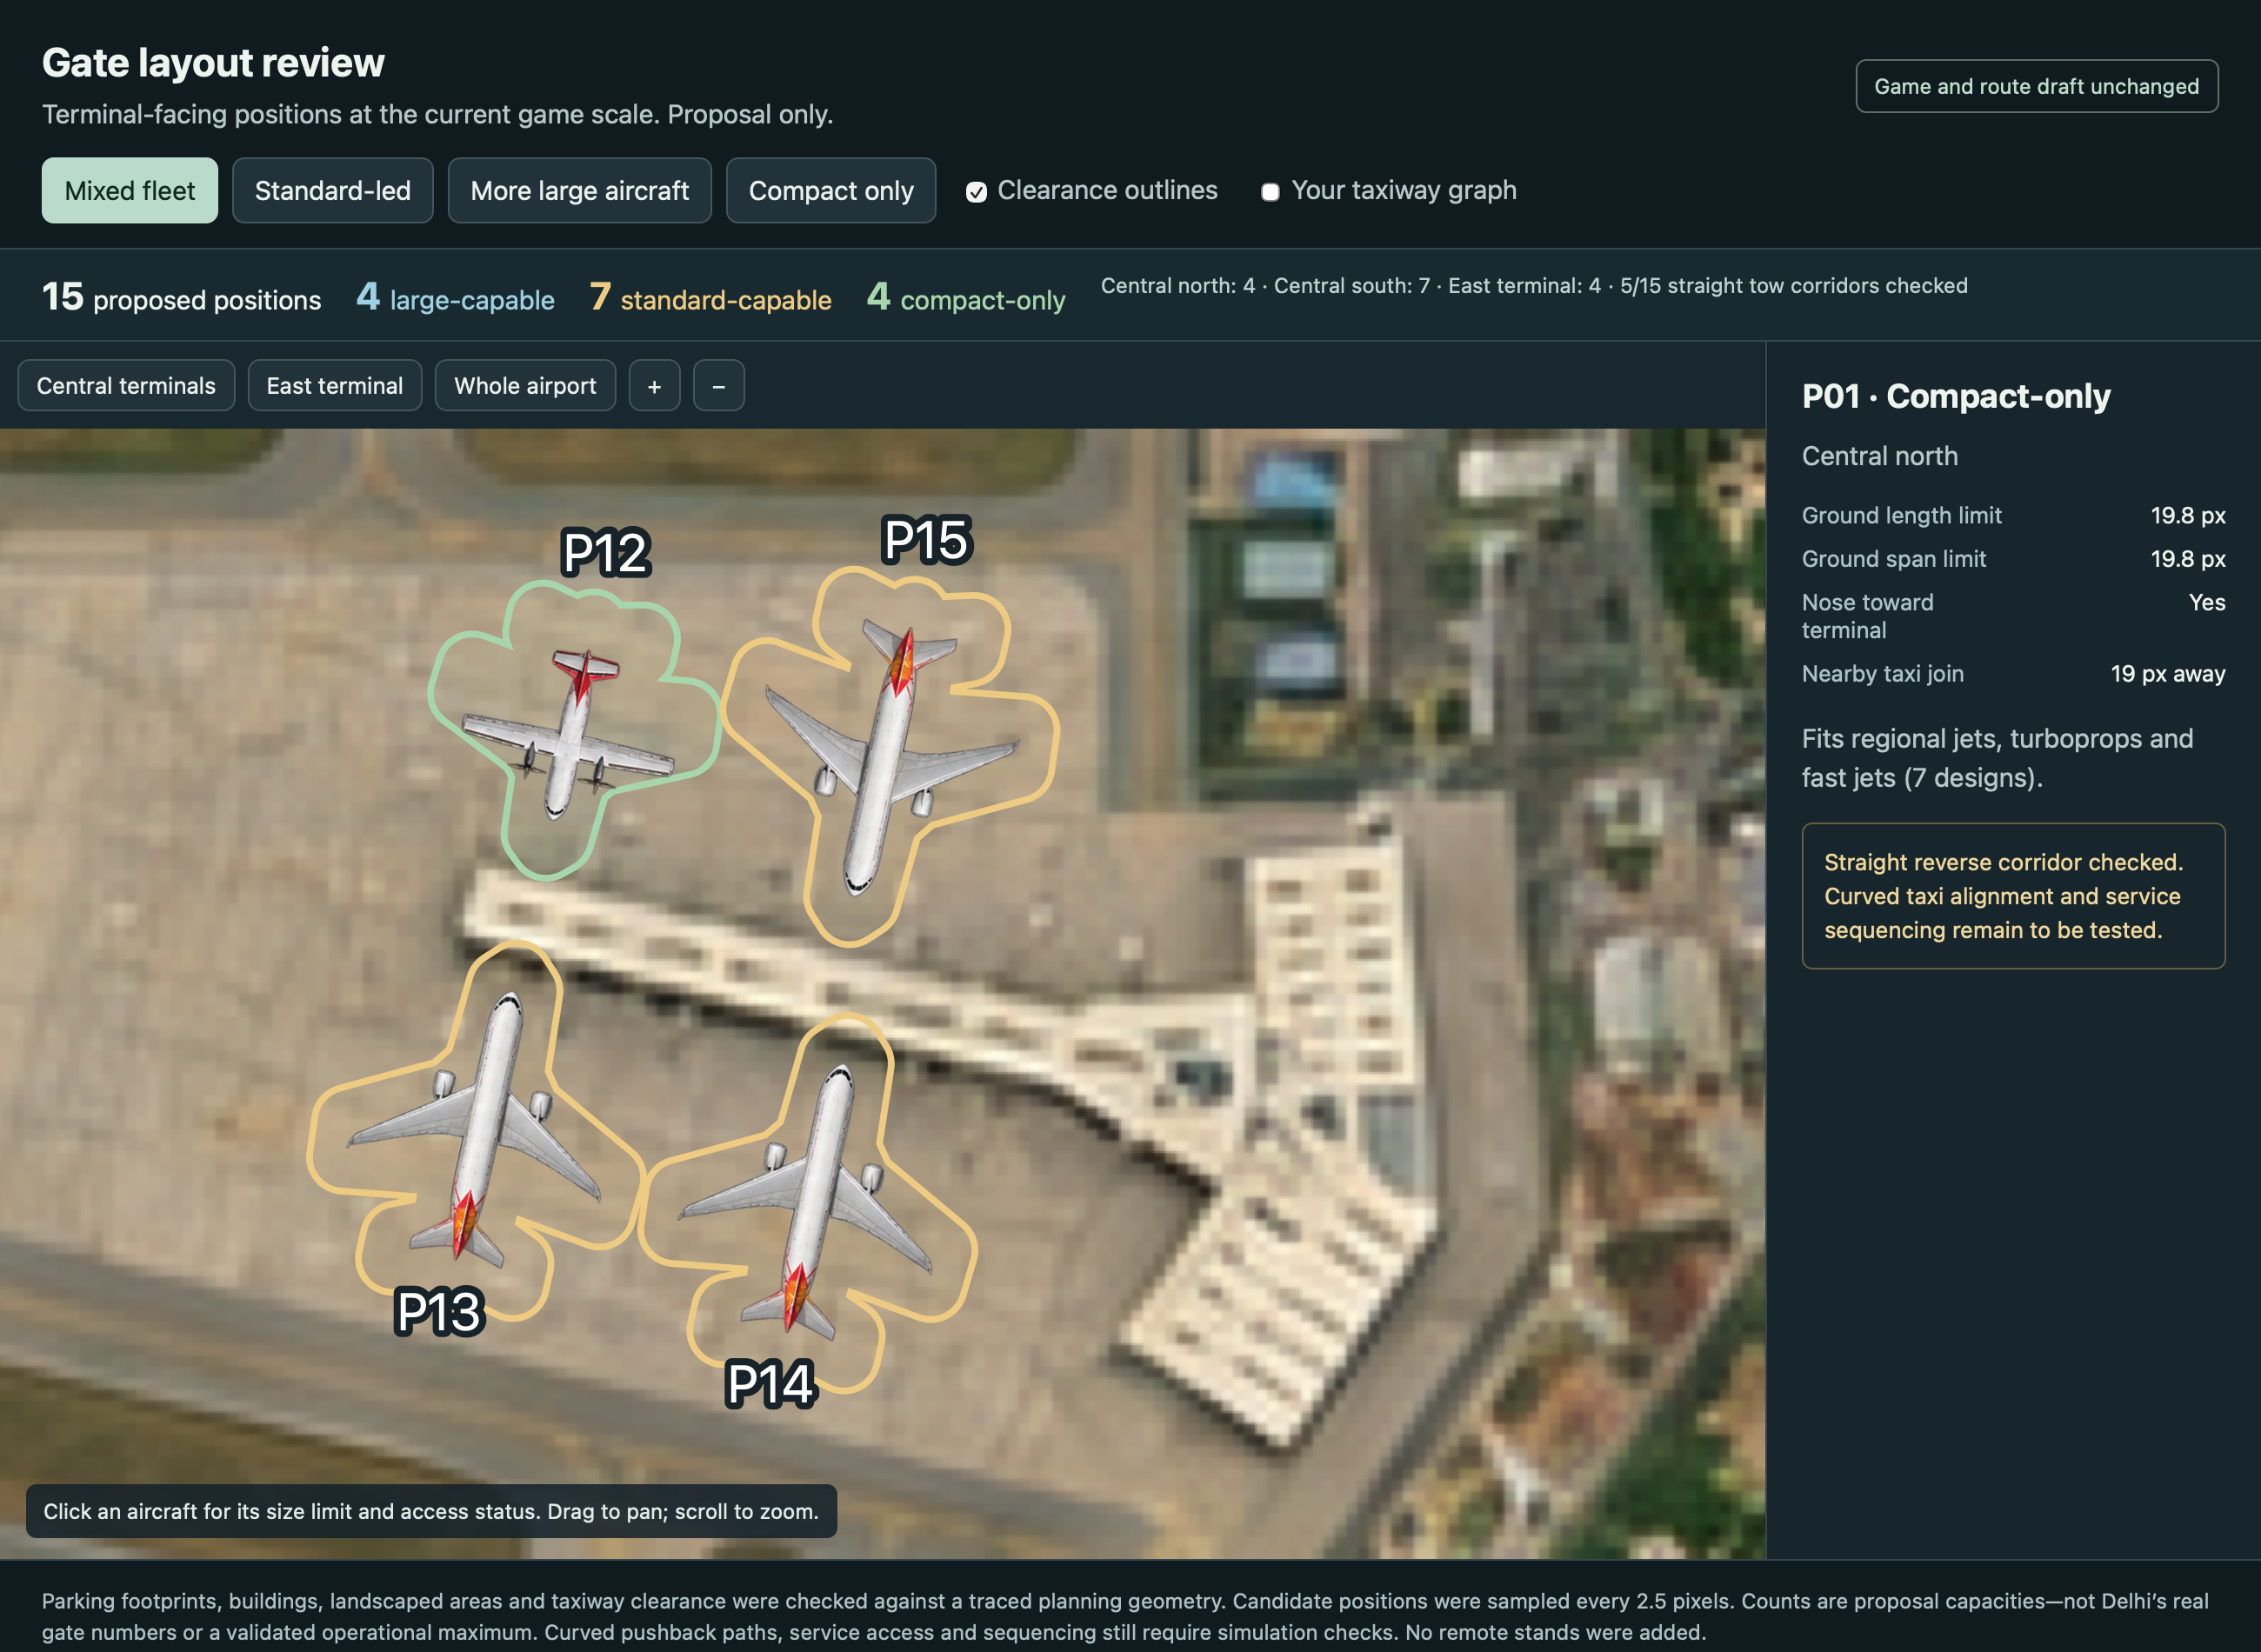 Gate layout review
Terminal-facing positions at the current game scale. Proposal only.
Game and route draft unchanged
Mixed fleet
Standard-led
More large aircraft
Compact only
Clearance outlines
Your taxiway graph
15 proposed positions
4 large-capable
7 standard-capable
4 compact-only
Central north: 4 · Central south: 7 · East terminal: 4 · 5/15 straight tow corridors checked
Central terminals
East terminal
Whole airport
+
−
P12
P15
P13
P14
Click an aircraft for its size limit and access status. Drag to pan; scroll to zoom.
P01 · Compact-only
Central north
Ground length limit 19.8 px
Ground span limit 19.8 px
Nose toward terminal Yes
Nearby taxi join 19 px away
Fits regional jets, turboprops and
fast jets (7 designs).
Straight reverse corridor checked.
Curved taxi alignment and service
sequencing remain to be tested.
Parking footprints, buildings, landscaped areas and taxiway clearance were checked against a traced planning geometry. Candidate positions were sampled every 2.5 pixels. Counts are proposal capacities—not Delhi's real
gate numbers or a validated operational maximum. Curved pushback paths, service access and sequencing still require simulation checks. No remote stands were added.